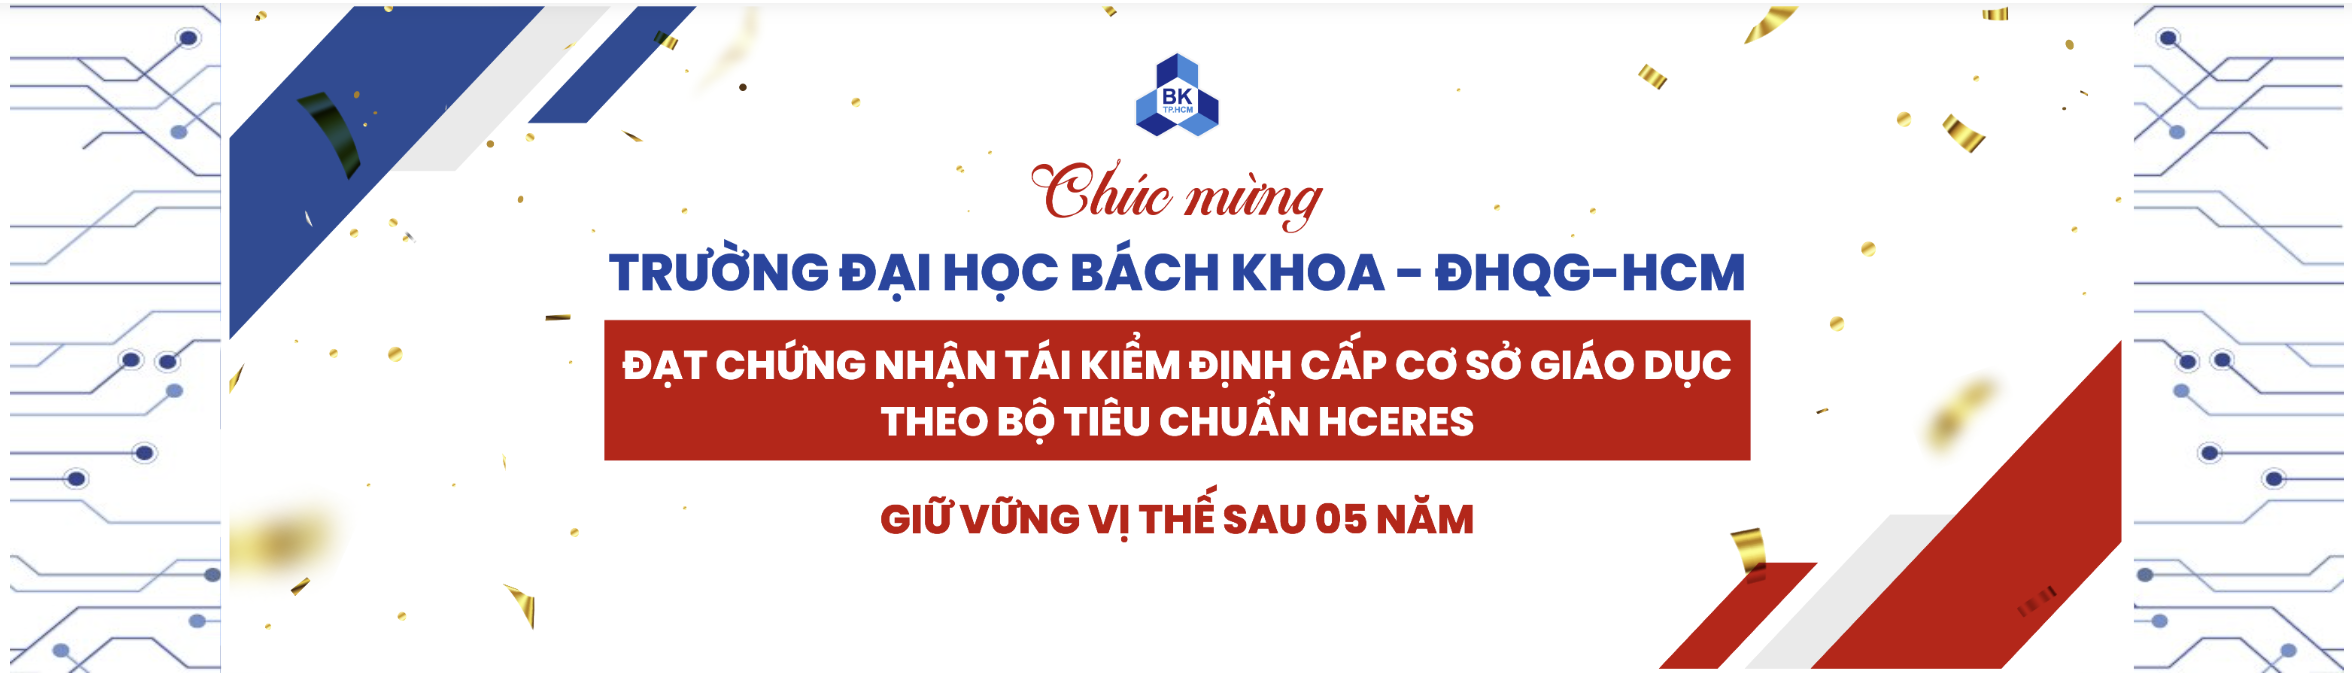 BK
TP.HCM
Chúc mừng
TRƯỜNG ĐẠI HỌC BÁCH KHOA - ĐHQG-HCM
ĐẠT CHỨNG NHẬN TÁI KIỂM ĐỊNH CẤP CƠ SỞ GIÁO DỤC
THEO BỘ TIÊU CHUẨN HCERES
GIỮ VỮNG VỊ THẾ SAU 05 NĂM